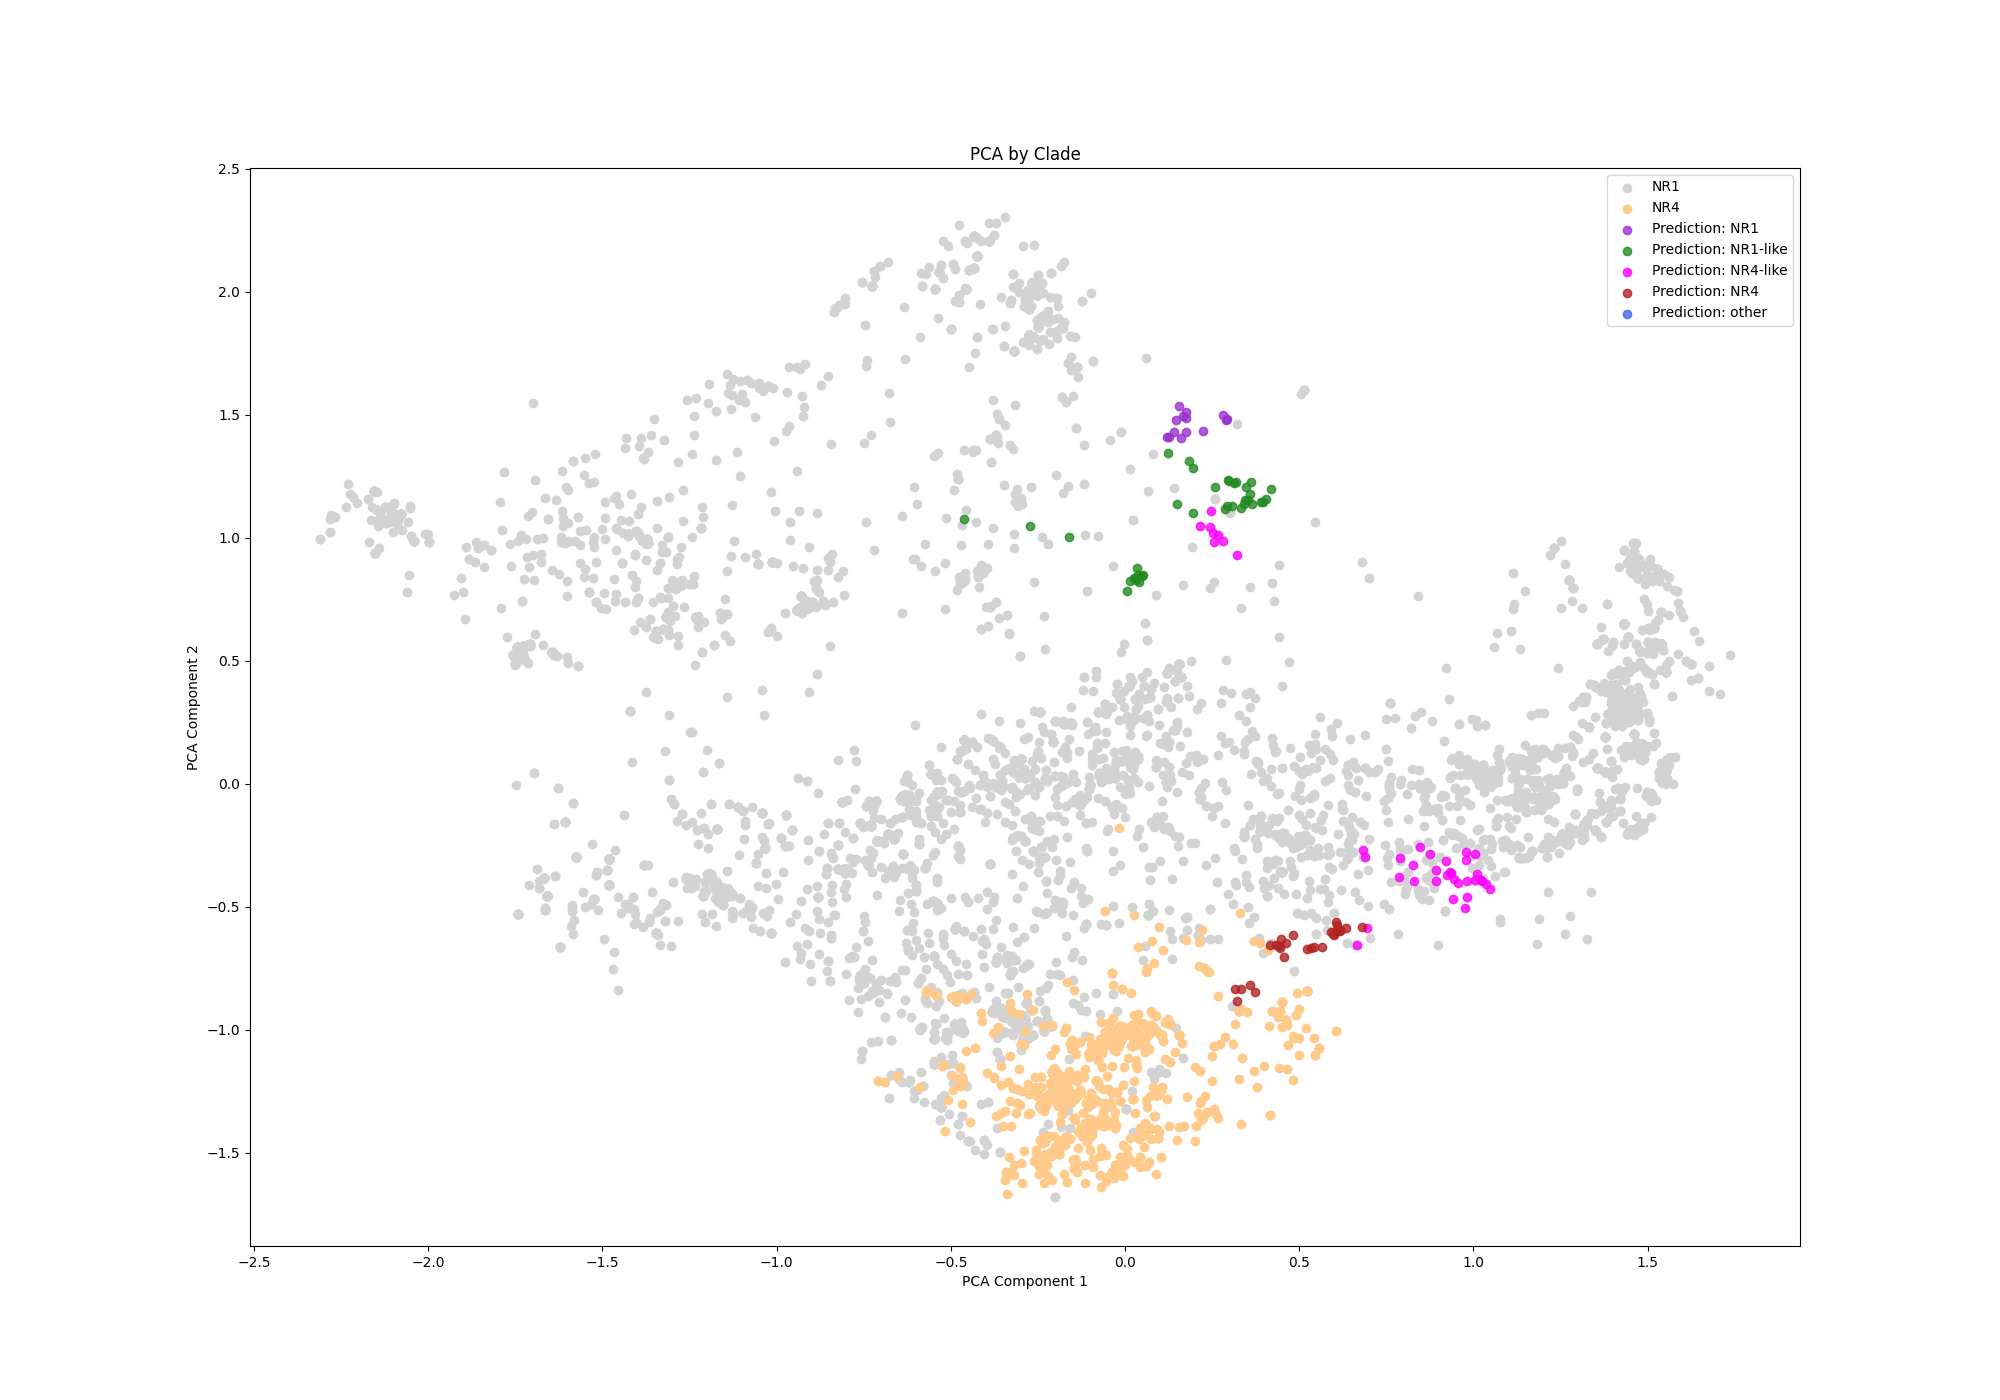 PCA by Clade
NR1
NR4
Prediction: NR1
Prediction: NR1-like
Prediction: NR4-like
Prediction: NR4
Prediction: other
PCA Component 2
2.5
2.0
1.5
1.0
0.5
0.0
−0.5
−1.0
−1.5
−2.5 −2.0 −1.5 −1.0 −0.5 0.0 0.5 1.0 1.5
PCA Component 1